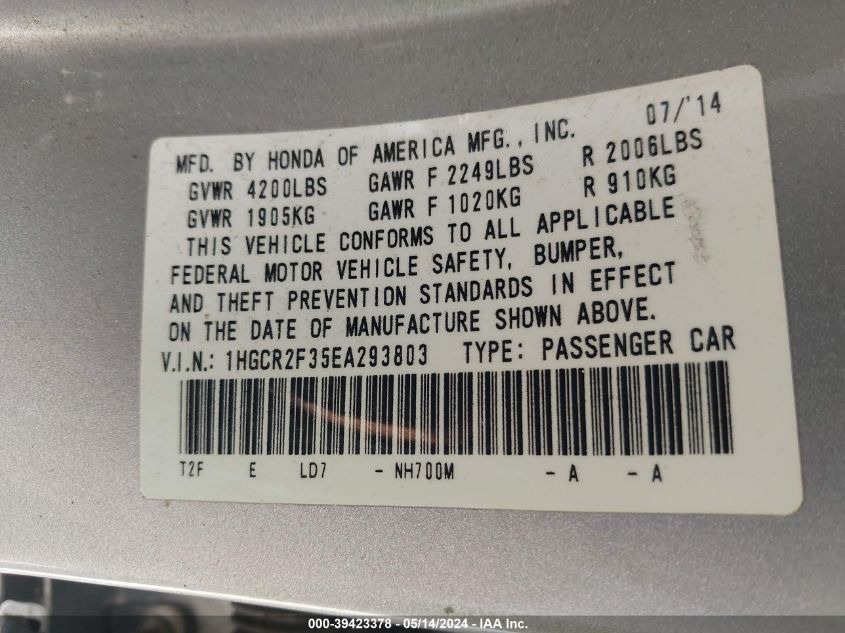 07/'14
MFD. BY HONDA OF AMERICA MFG., INC.
GVWR 4200LBS GAWR F 2249LBS R 2006LBS
GVWR 1905KG GAWR F 1020KG R 910KG
THIS VEHICLE CONFORMS TO ALL APPLICABLE
FEDERAL MOTOR VEHICLE SAFETY, BUMPER,
AND THEFT PREVENTION STANDARDS IN EFFECT
ON THE DATE OF MANUFACTURE SHOWN ABOVE.
V.I.N.: 1HGCR2F35EA293803 TYPE: PASSENGER CAR
T2F E LD7 - NH700M - A - A
000-39423378 - 05/14/2024 - IAA Inc.